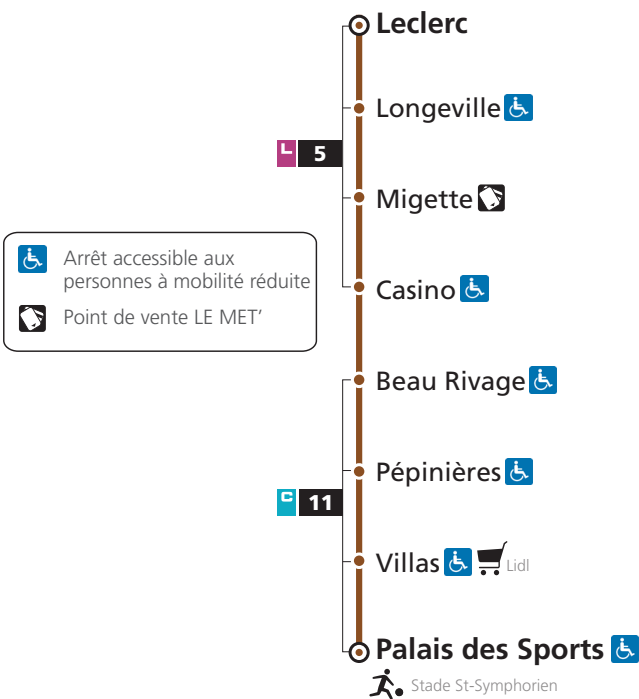 Leclerc
Longeville
L 5
Migette
Arrêt accessible aux
personnes à mobilité réduite
Point de vente LE MET’
Casino
Beau Rivage
Pépinières
C 11
Villas Lidl
Palais des Sports
Stade St-Symphorien